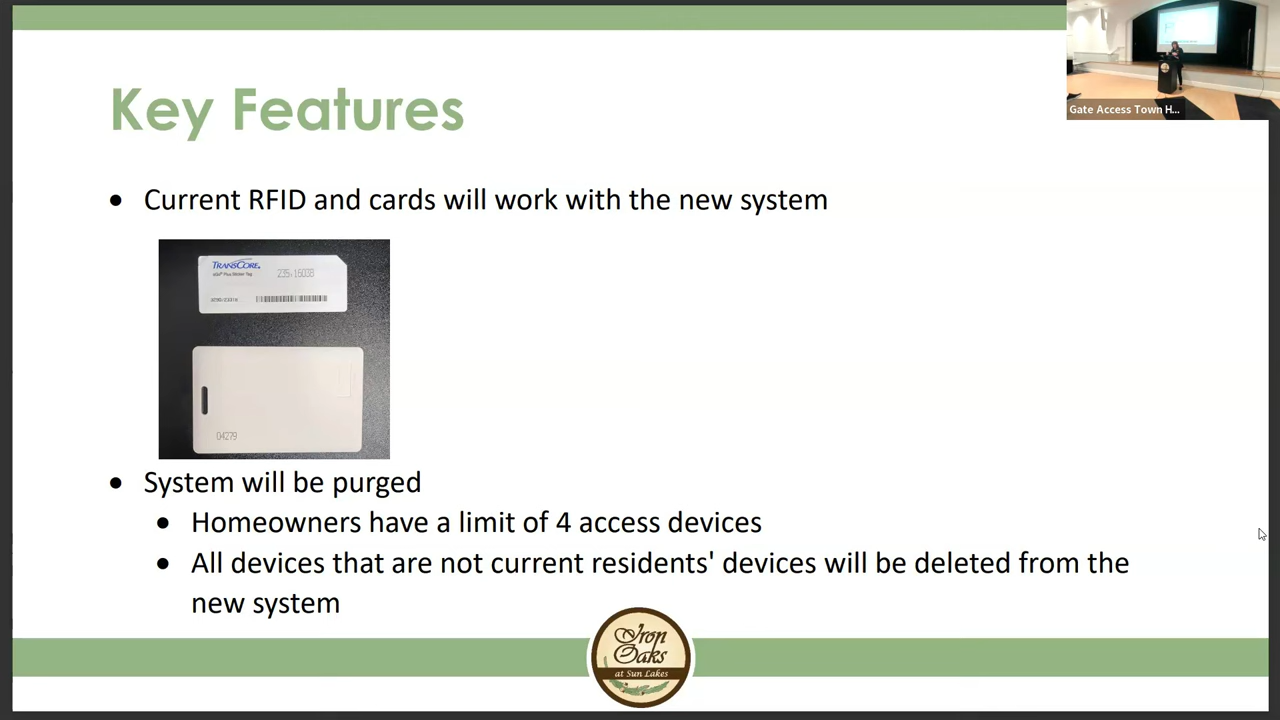 Key Features
Gate Access Town H...
• Current RFID and cards will work with the new system
TRANSCORE
235-16038
04279
• System will be purged
• Homeowners have a limit of 4 access devices
• All devices that are not current residents' devices will be deleted from the
new system
Iron
Oaks
at Sun Lakes